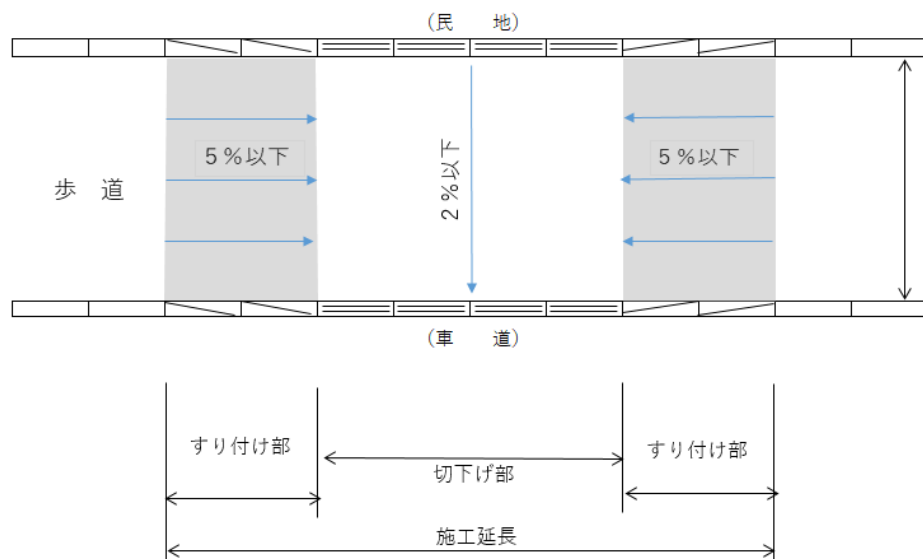 （民　　地）
5％以下
2％以下
5％以下
歩　道
（車　　道）
すり付け部
切下げ部
すり付け部
施工延長